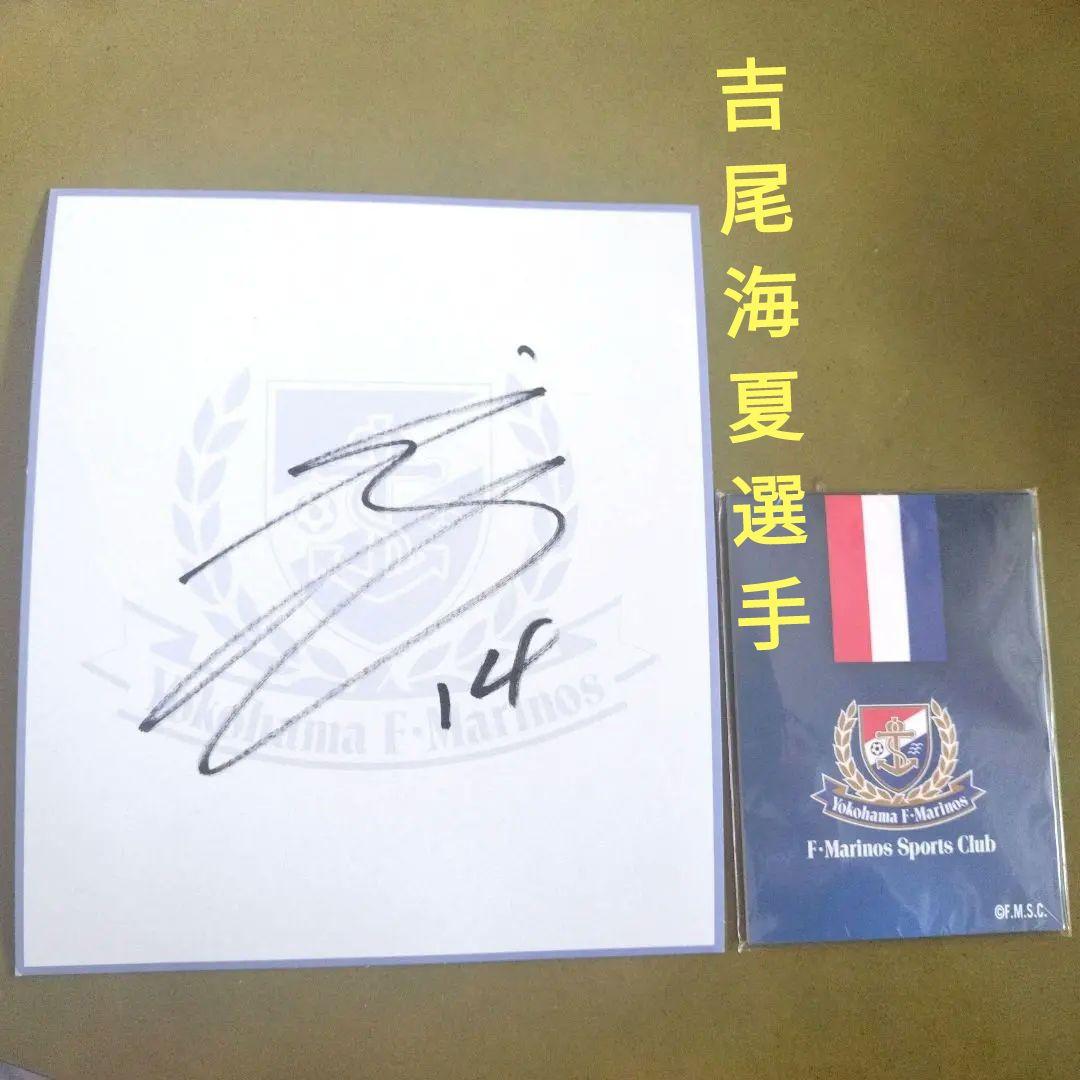 吉尾海夏選手
14
Yokohama F·Marinos
Yokohama F·Marinos
F·Marinos Sports Club
©F.M.S.C.